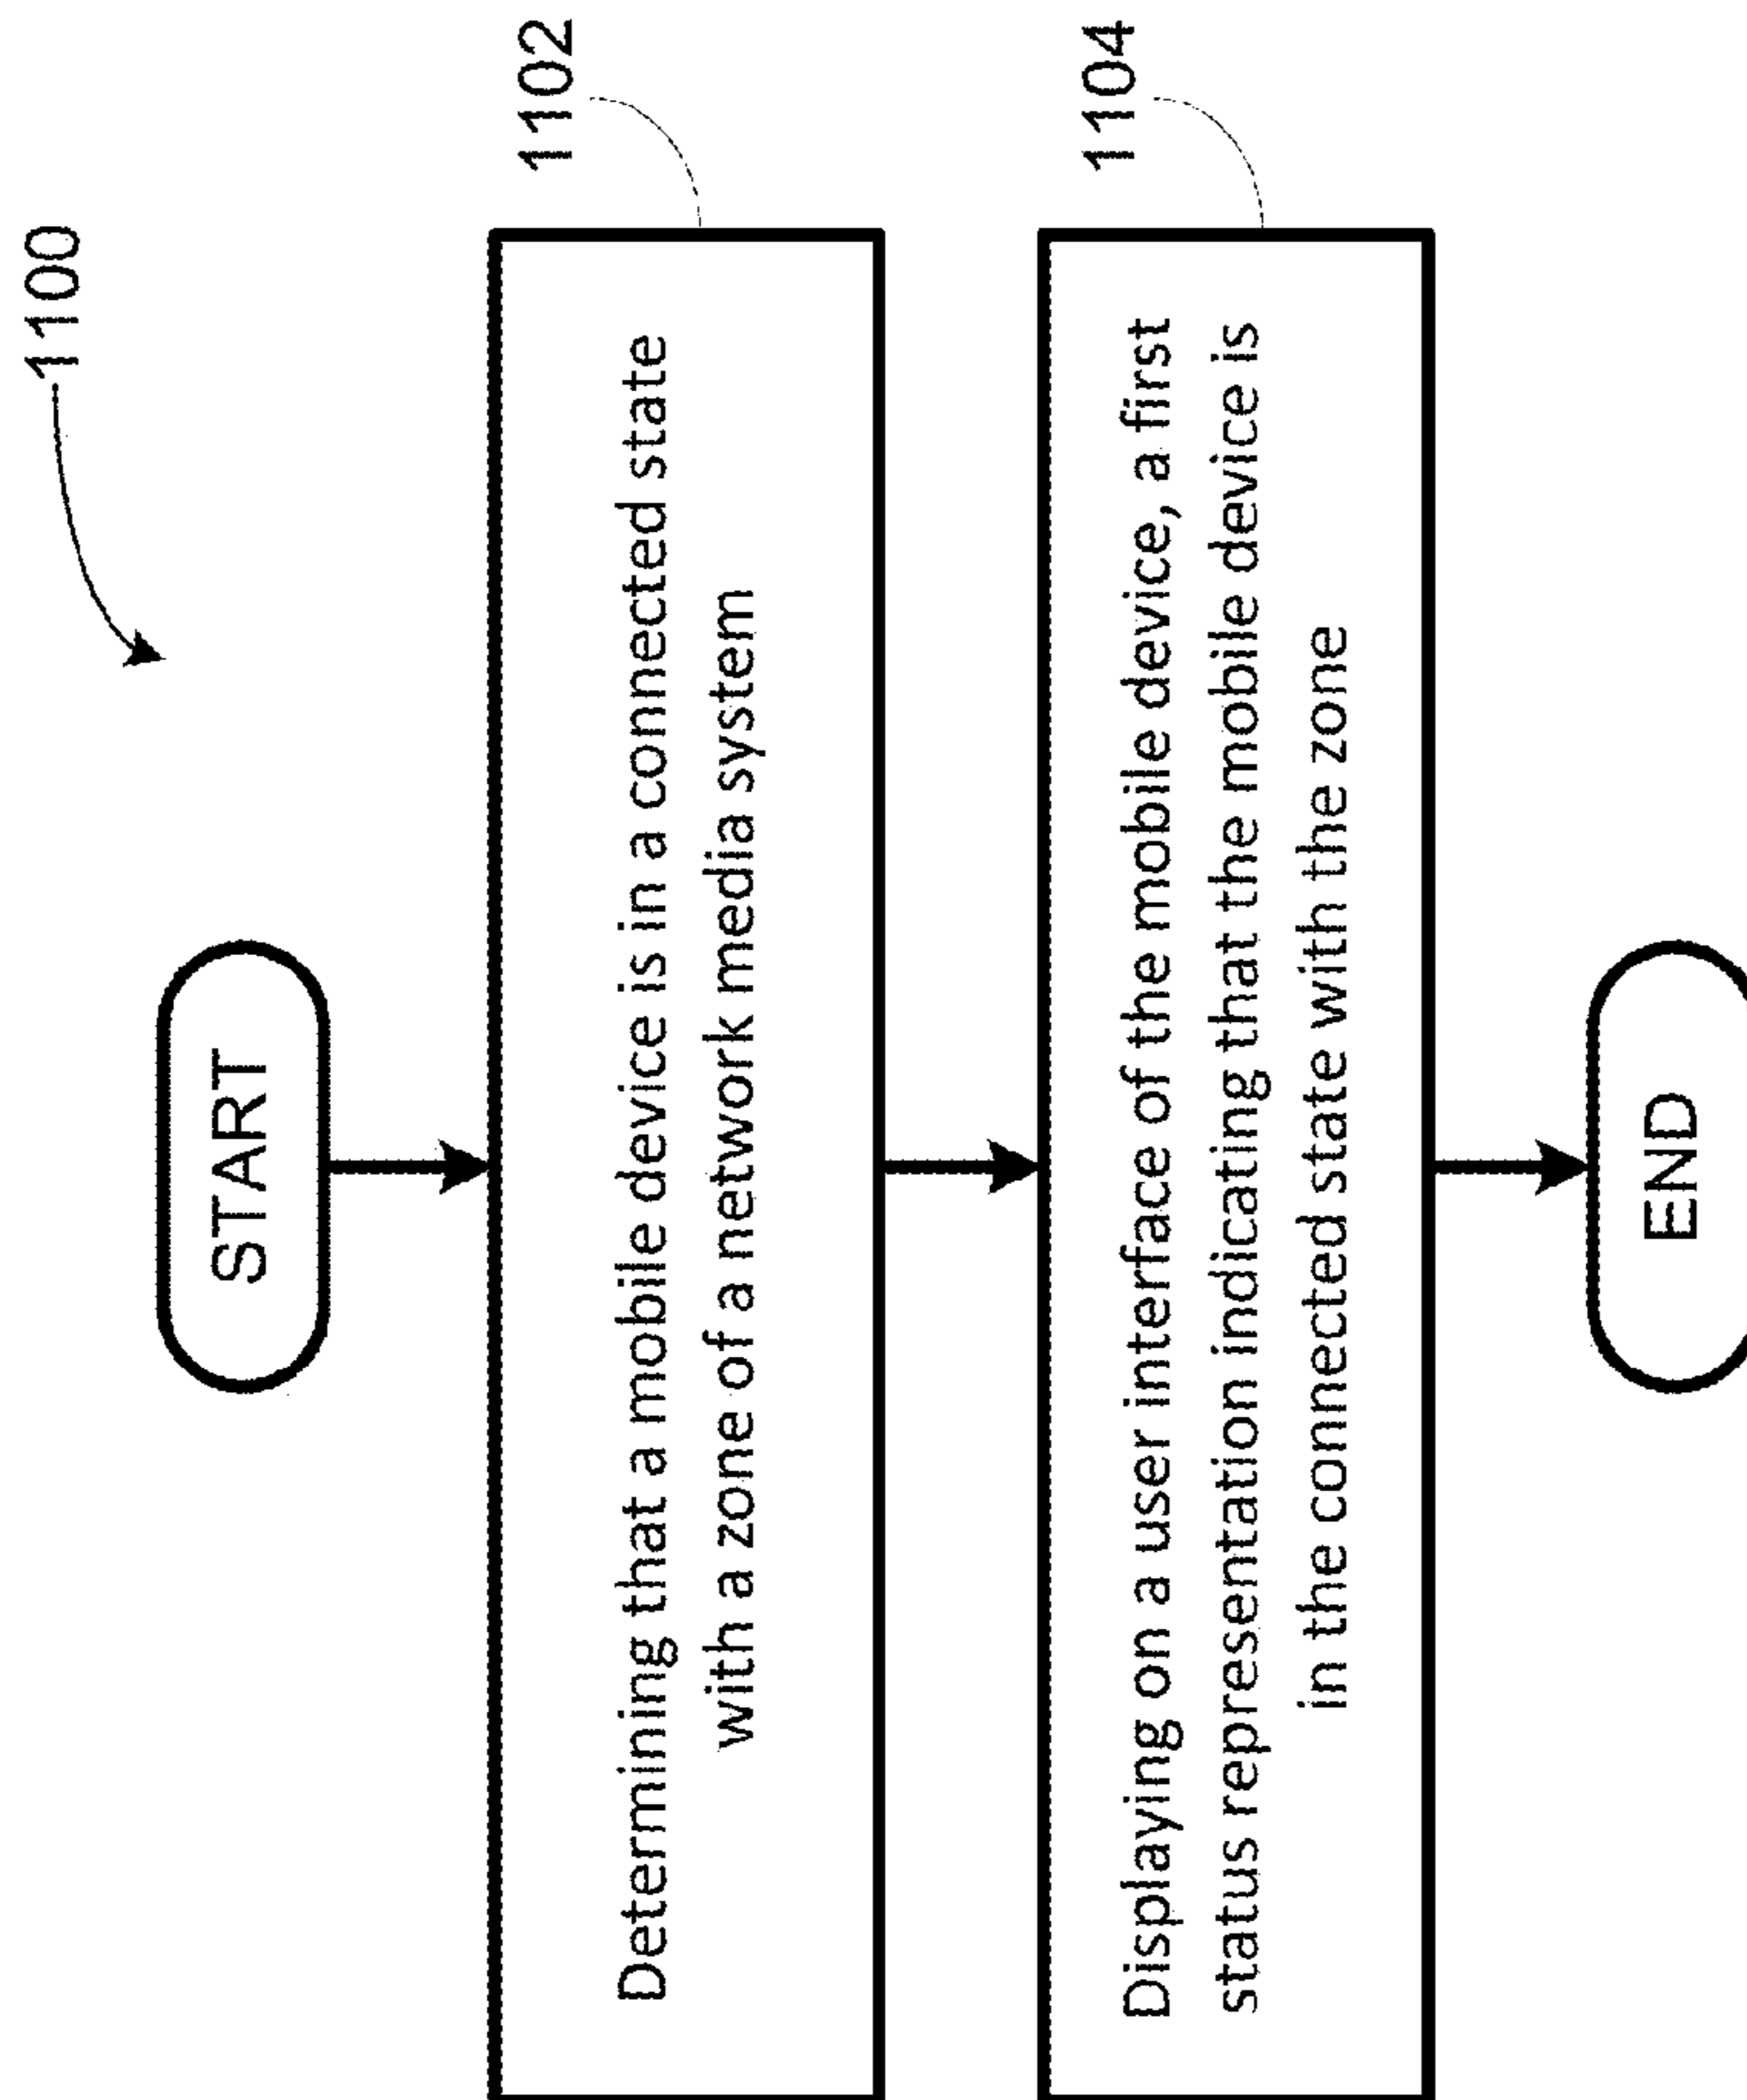 1100
START
Determining that a mobile device is in a connected state
with a zone of a network media system
1102
Displaying on a user interface of the mobile device, a first
status representation indicating that the mobile device is
in the connected state with the zone
1104
END